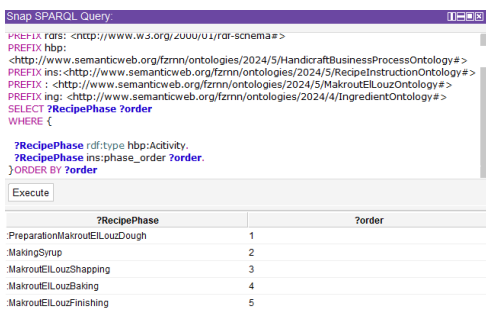 Snap SPARQL Query:
PREFIX rdfs: <http://www.w3.org/2000/01/rdf-schema#>
PREFIX hbp:
<http://www.semanticweb.org/fzrnn/ontologies/2024/5/HandicraftBusinessProcessOntology#>
PREFIX ins:<http://www.semanticweb.org/fzrnn/ontologies/2024/5/RecipeInstructionOntology#>
PREFIX : <http://www.semanticweb.org/fzrnn/ontologies/2024/5/MakroutElLouzOntology#>
PREFIX ing: <http://www.semanticweb.org/fzrnn/ontologies/2024/4/IngredientOntology#>
SELECT ?RecipePhase ?order
WHERE {
?RecipePhase rdf:type hbp:Acitivity.
?RecipePhase ins:phase_order ?order.
}ORDER BY ?order
Execute
?RecipePhase ?order
:PreparationMakroutElLouzDough 1
:MakingSyrup 2
:MakroutElLouzShapping 3
:MakroutElLouzBaking 4
:MakroutElLouzFinishing 5